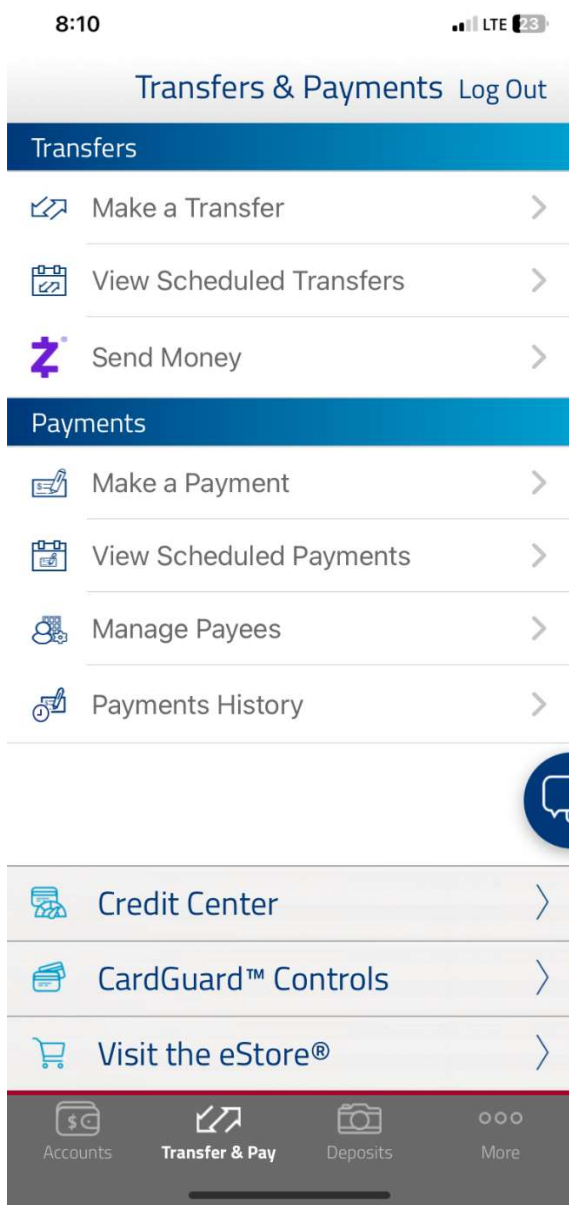 8:10 LTE 23
Transfers & Payments Log Out
Transfers
Make a Transfer
View Scheduled Transfers
Send Money
Payments
Make a Payment
View Scheduled Payments
Manage Payees
Payments History
Credit Center
CardGuard™ Controls
Visit the eStore®
Accounts Transfer & Pay Deposits More